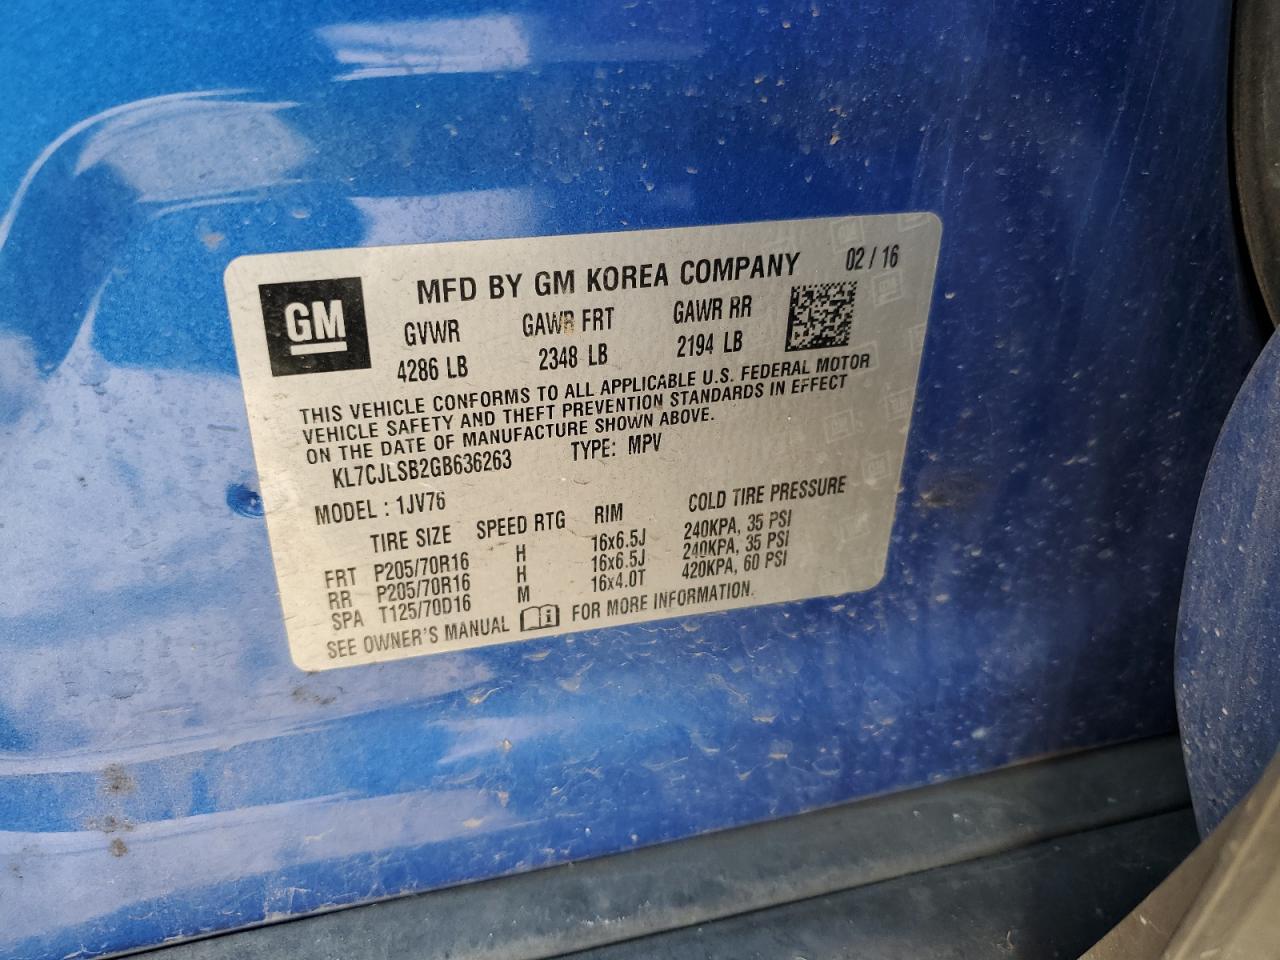 GM
MFD BY GM KOREA COMPANY 02 / 16
GVWR GAWR FRT GAWR RR
4286 LB 2348 LB 2194 LB
THIS VEHICLE CONFORMS TO ALL APPLICABLE U.S. FEDERAL MOTOR
VEHICLE SAFETY AND THEFT PREVENTION STANDARDS IN EFFECT
ON THE DATE OF MANUFACTURE SHOWN ABOVE.
KL7CJLSB2GB636263 TYPE: MPV
MODEL : 1JV76
TIRE SIZE SPEED RTG RIM COLD TIRE PRESSURE
FRT P205/70R16 H 16x6.5J 240KPA, 35 PSI
RR P205/70R16 H 16x6.5J 240KPA, 35 PSI
SPA T125/70D16 M 16x4.0T 420KPA, 60 PSI
SEE OWNER'S MANUAL FOR MORE INFORMATION.